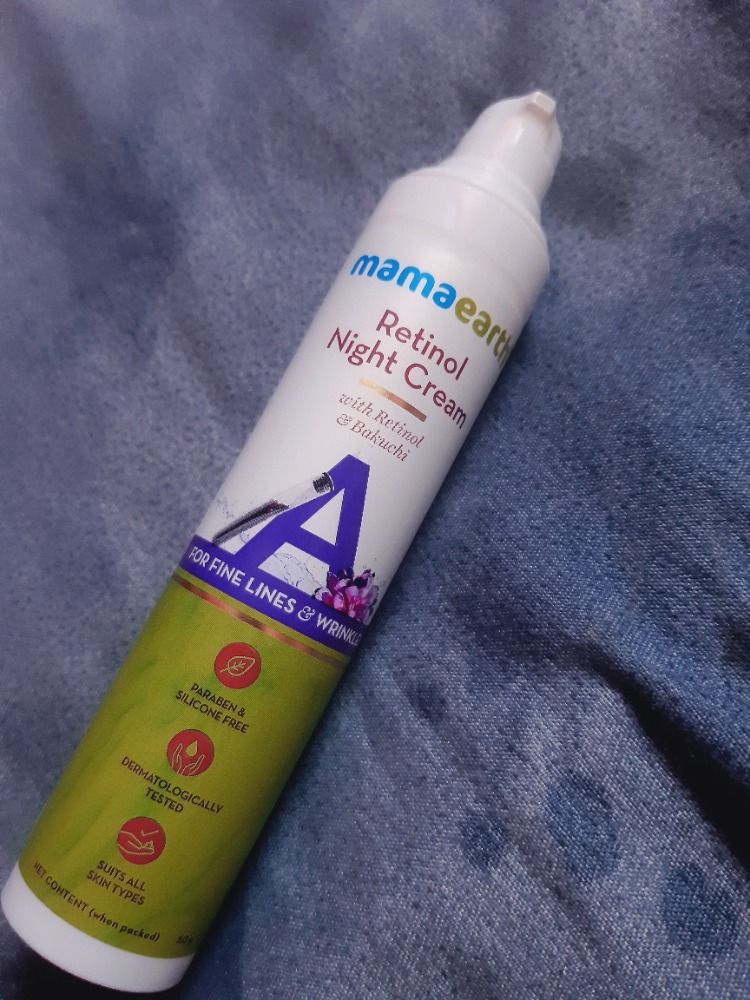 mamaearth
Retinol
Night Cream
with Retinol
& Bakuchi
A
FOR FINE LINES & WRINKLE
PARABEN &
SILICONE FREE
DERMATOLOGICALLY
TESTED
SUITS ALL
SKIN TYPES
NET CONTENT (when packed)